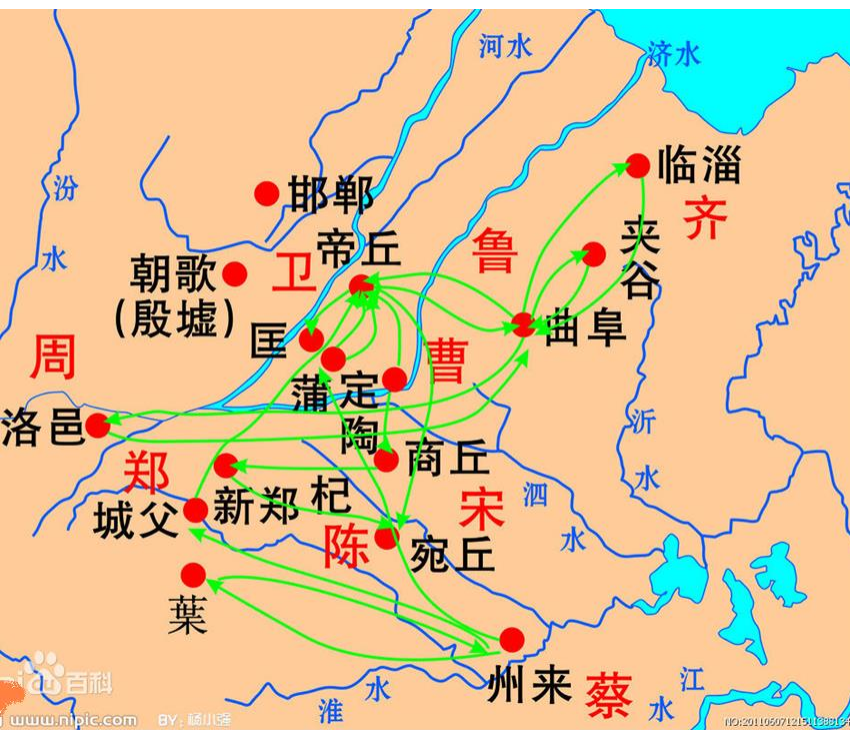 河水
济水
临淄
齐
汾水
邯郸
夹谷
鲁
帝丘
卫
朝歌
(殷墟)
曲阜
匡
周
曹
蒲
定陶
洛邑
沂水
郑
商丘
新郑
杞
宋
泗水
城父
陈
宛丘
葉
州来
蔡
江水
淮水
百科
www.nipic.com
BY:杨小强